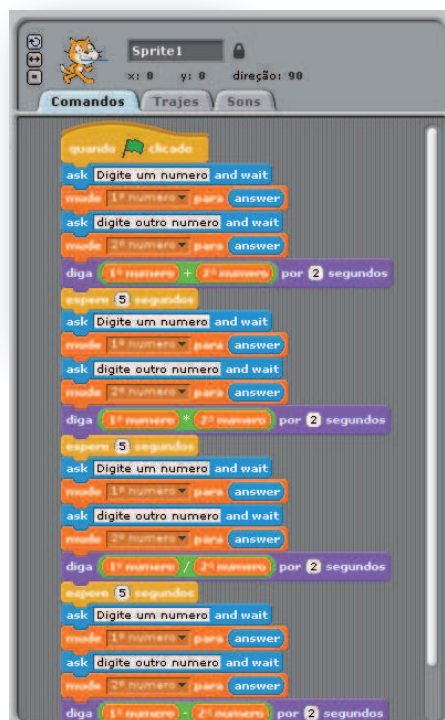 Sprite1
x: 0 y: 0 direção: 90
Comandos Trajes Sons
quando clicado
ask Digite um numero and wait
mude 1º numero para answer
ask digite outro numero and wait
mude 2º numero para answer
diga 1º numero + 2º numero por 2 segundos
espere 5 segundos
ask Digite um numero and wait
mude 1º numero para answer
ask digite outro numero and wait
mude 2º numero para answer
diga 1º numero * 2º numero por 2 segundos
espere 5 segundos
ask Digite um numero and wait
mude 1º numero para answer
ask digite outro numero and wait
mude 2º numero para answer
diga 1º numero / 2º numero por 2 segundos
espere 5 segundos
ask Digite um numero and wait
mude 1º numero para answer
ask digite outro numero and wait
mude 2º numero para answer
diga 1º numero - 2º numero por 2 segundos